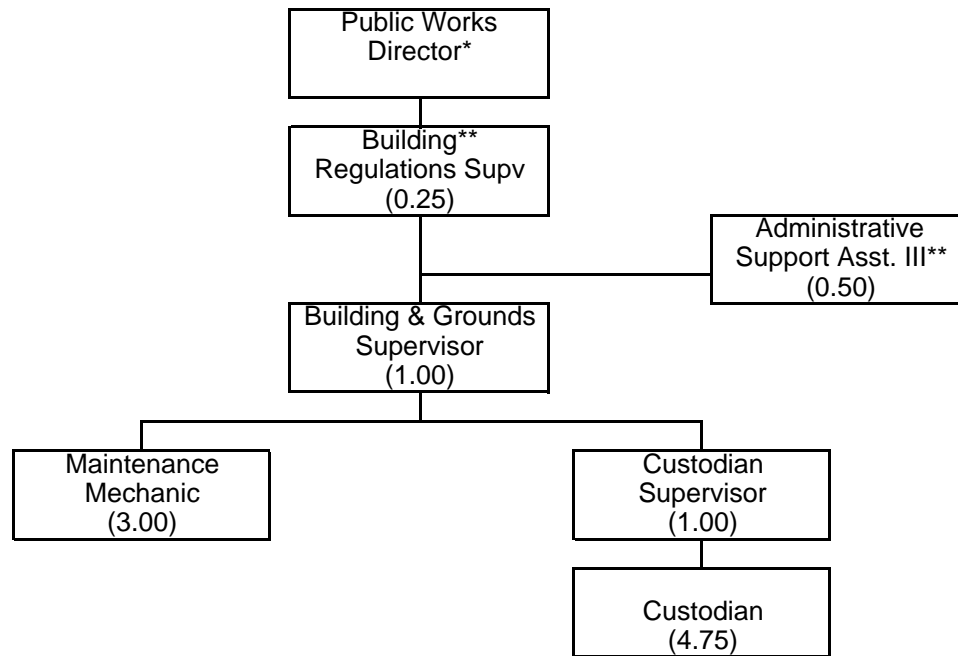 Public Works
Director*
Building**
Regulations Supv
(0.25)
Administrative
Support Asst. III**
(0.50)
Building & Grounds
Supervisor
(1.00)
Maintenance
Mechanic
(3.00)
Custodian
Supervisor
(1.00)
Custodian
(4.75)